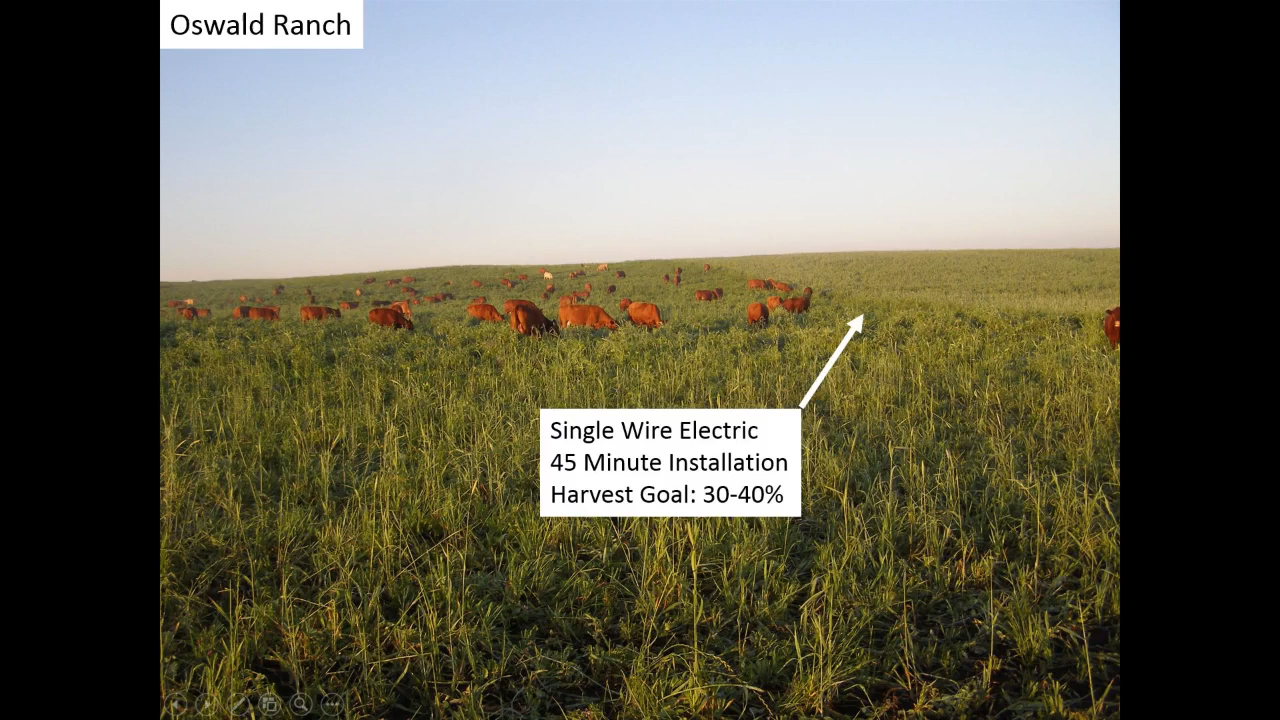 Oswald Ranch
Single Wire Electric
45 Minute Installation
Harvest Goal: 30-40%